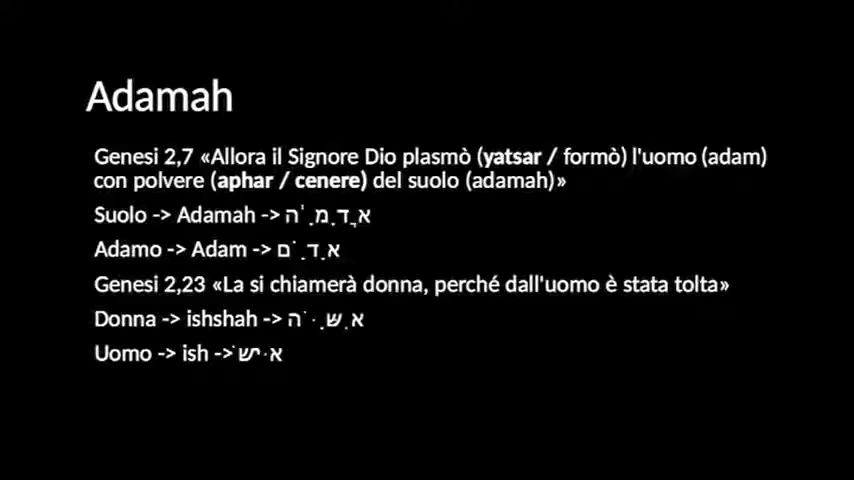 Adamah
Genesi 2,7 «Allora il Signore Dio plasmò (yatsar / formò) l'uomo (adam)
con polvere (aphar / cenere) del suolo (adamah)»
Suolo -> Adamah -> אֲדָמָה
Adamo -> Adam -> אָדָם
Genesi 2,23 «La si chiamerà donna, perché dall'uomo è stata tolta»
Donna -> ishshah -> אִשָּׁה
Uomo -> ish -> אִישׁ